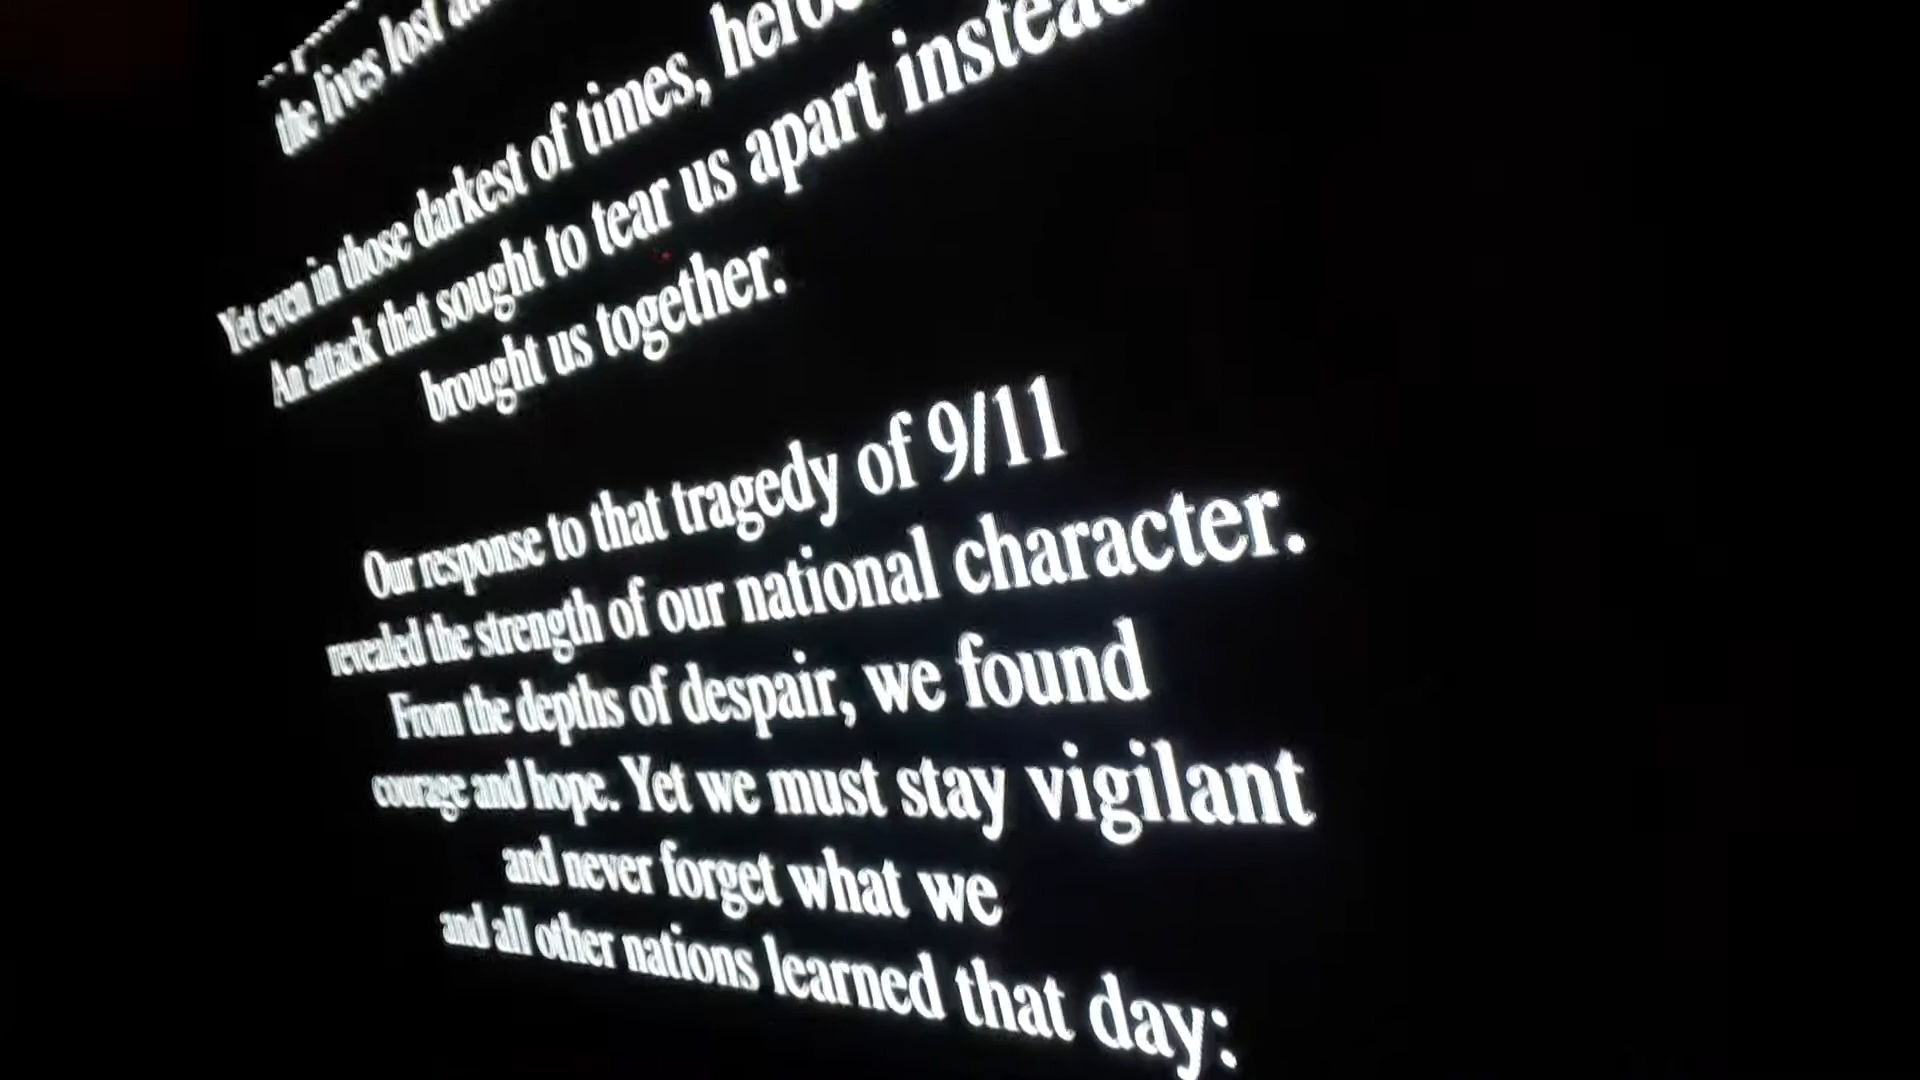 the lives lost
Yet even in those darkest of times,
An attack that sought to tear us apart instead
brought us together.
Our response to that tragedy of 9/11
revealed the strength of our national character.
From the depths of despair, we found
courage and hope. Yet we must stay vigilant
and never forget what we
and all other nations learned that day: